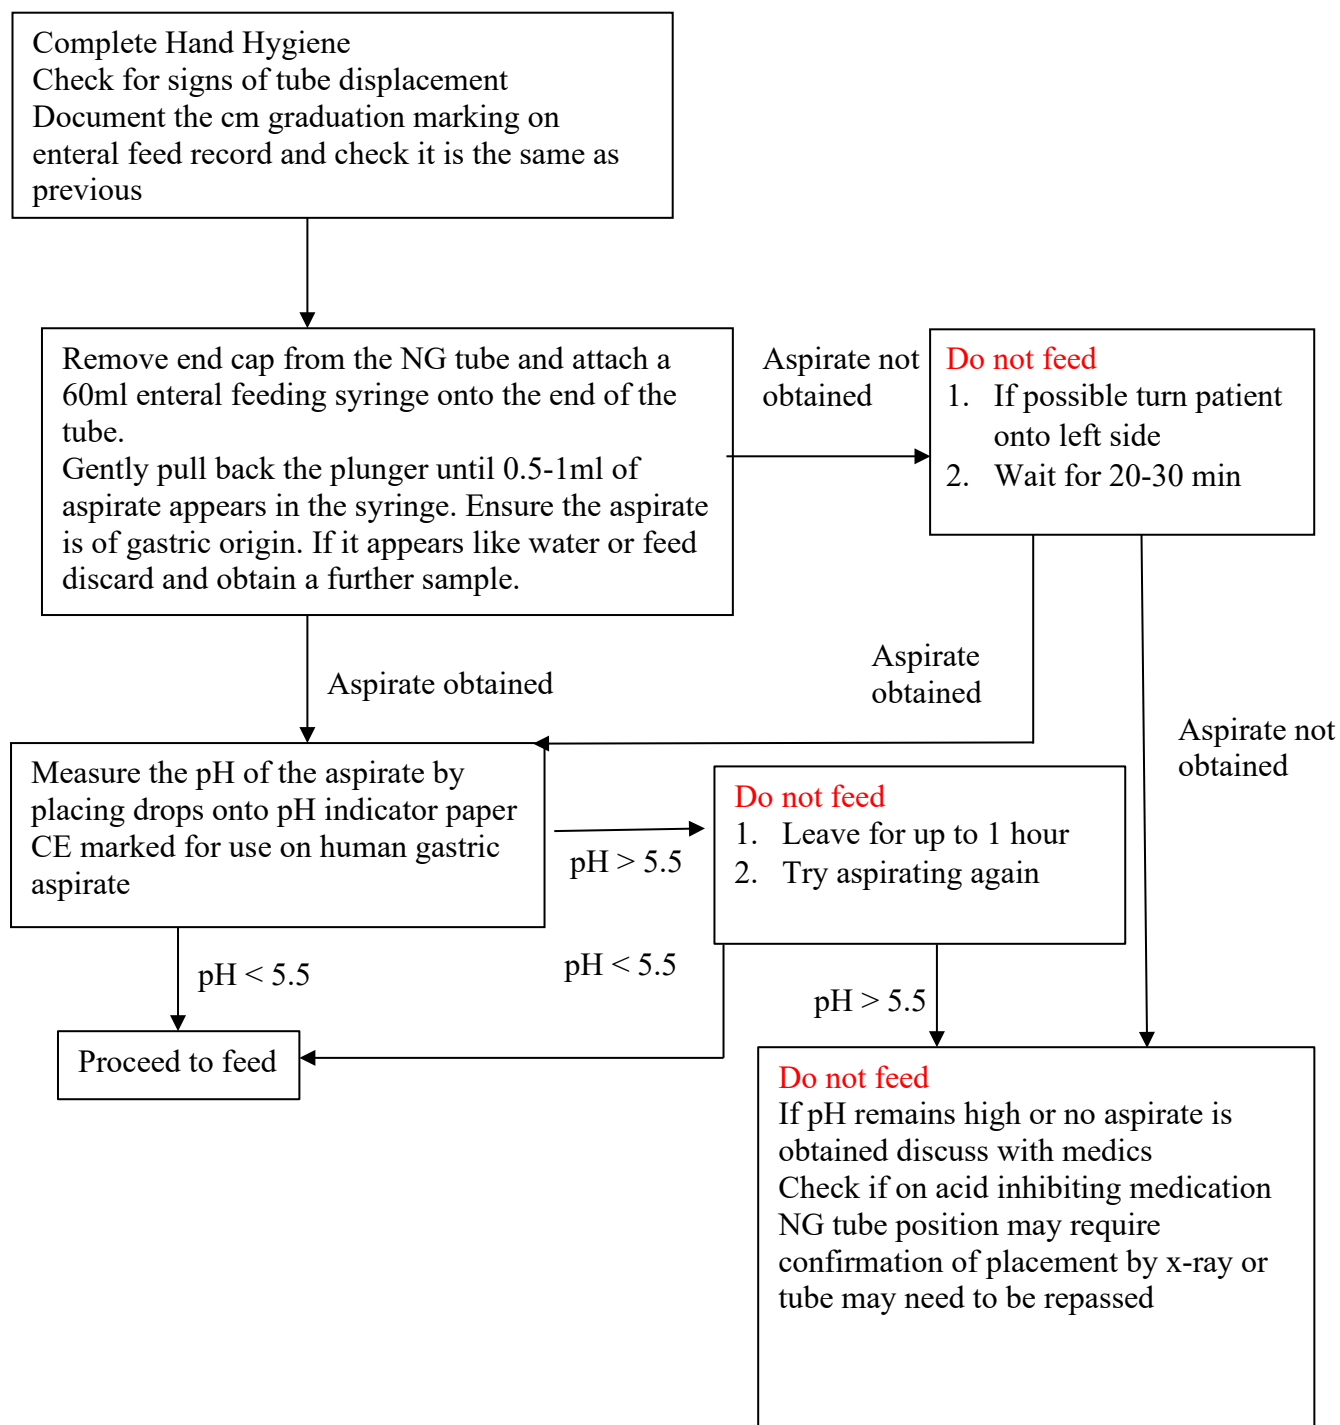 Complete Hand Hygiene
Check for signs of tube displacement
Document the cm graduation marking on
enteral feed record and check it is the same as
previous
Remove end cap from the NG tube and attach a
60ml enteral feeding syringe onto the end of the
tube.
Gently pull back the plunger until 0.5-1ml of
aspirate appears in the syringe. Ensure the aspirate
is of gastric origin. If it appears like water or feed
discard and obtain a further sample.
Aspirate not
obtained
Do not feed
1. If possible turn patient
onto left side
2. Wait for 20-30 min
Aspirate obtained
Aspirate
obtained
Aspirate not
obtained
Measure the pH of the aspirate by
placing drops onto pH indicator paper
CE marked for use on human gastric
aspirate
pH > 5.5
Do not feed
1. Leave for up to 1 hour
2. Try aspirating again
pH < 5.5
pH < 5.5
pH > 5.5
Proceed to feed
Do not feed
If pH remains high or no aspirate is
obtained discuss with medics
Check if on acid inhibiting medication
NG tube position may require
confirmation of placement by x-ray or
tube may need to be repassed